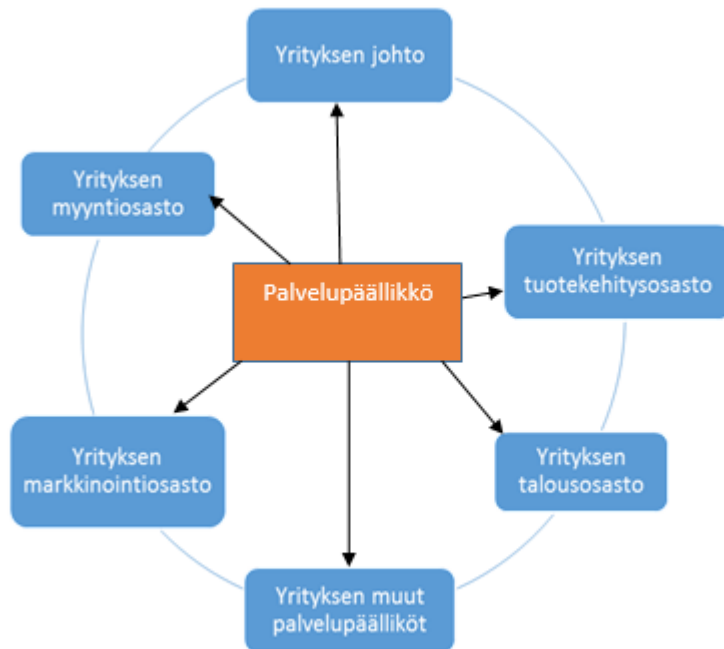 Yrityksen johto
Yrityksen
myyntiosasto
Yrityksen
tuotekehitysosasto
Palvelupäällikkö
Yrityksen
markkinointiosasto
Yrityksen
talousosasto
Yrityksen muut
palvelupäälliköt